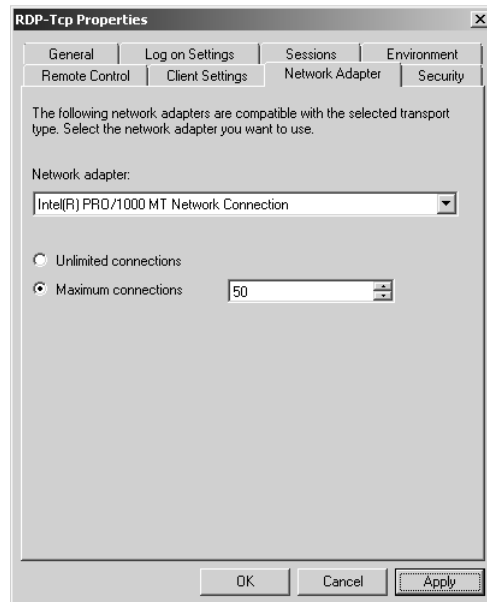 RDP-Tcp Properties
General
Log on Settings
Sessions
Environment
Remote Control
Client Settings
Network Adapter
Security
The following network adapters are compatible with the selected transport
type. Select the network adapter you want to use.
Network adapter:
Intel(R) PRO/1000 MT Network Connection
Unlimited connections
Maximum connections
50
OK
Cancel
Apply